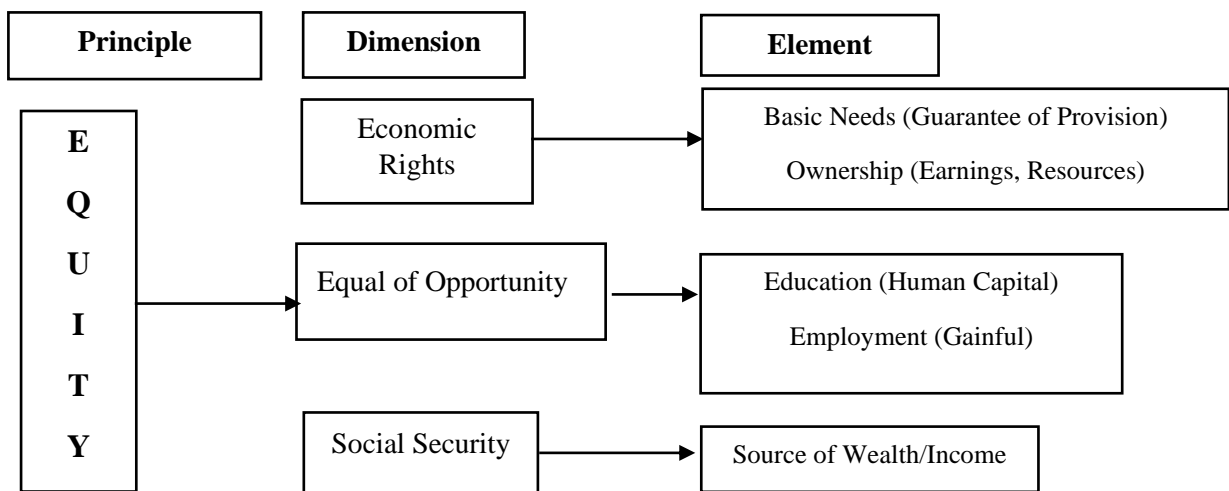 Principle
Dimension
Element
E
Q
U
I
T
Y
Economic
Rights
Basic Needs (Guarantee of Provision)
Ownership (Earnings, Resources)
Equal of Opportunity
Education (Human Capital)
Employment (Gainful)
Social Security
Source of Wealth/Income